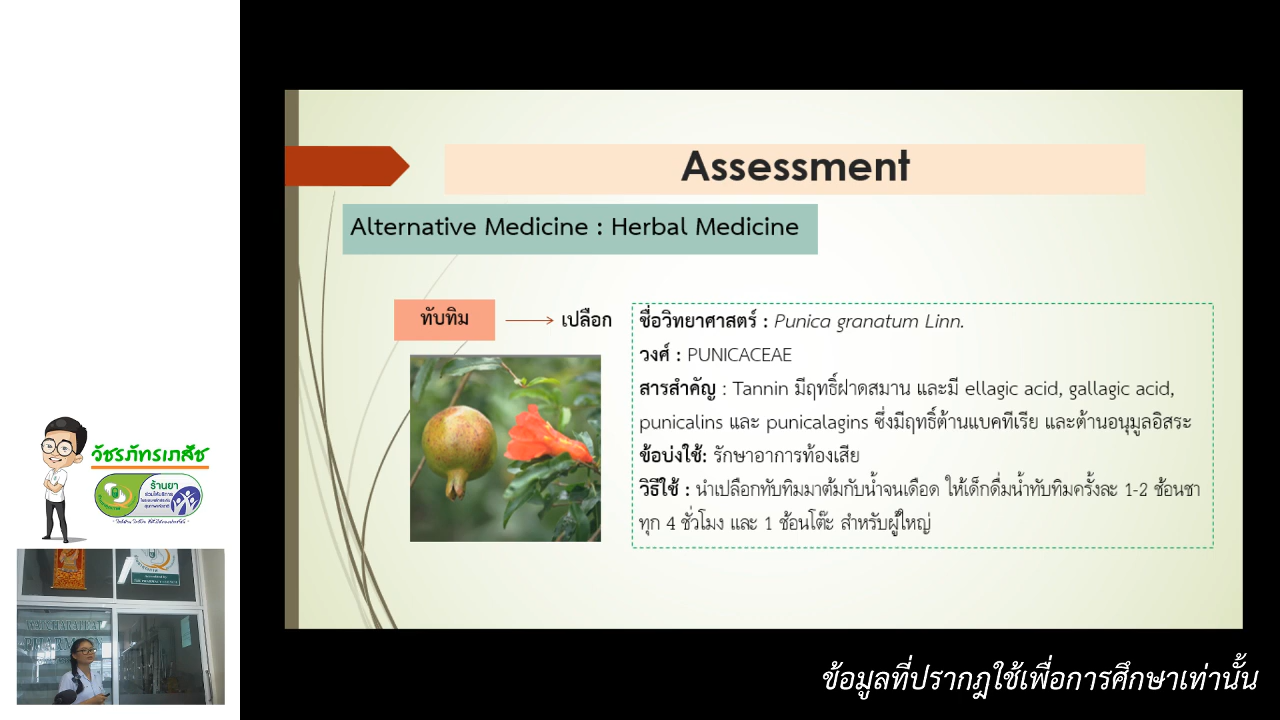 Assessment
Alternative Medicine : Herbal Medicine
ทับทิม
เปลือก
ชื่อวิทยาศาสตร์ : Punica granatum Linn.
วงศ์ : PUNICACEAE
สารสำคัญ : Tannin มีฤทธิ์ฝาดสมาน และมี ellagic acid, gallagic acid,
punicalins และ punicalagins ซึ่งมีฤทธิ์ต้านแบคทีเรีย และต้านอนุมูลอิสระ
ข้อบ่งใช้: รักษาอาการท้องเสีย
วิธีใช้ : นำเปลือกทับทิมมาต้มกับน้ำจนเดือด ให้เด็กดื่มน้ำทับทิมครั้งละ 1-2 ช้อนชา
ทุก 4 ชั่วโมง และ 1 ช้อนโต๊ะ สำหรับผู้ใหญ่
วัชรภัทรเภสัช
ร้านยา
PHARMACY
ข้อมูลที่ปรากฎใช้เพื่อการศึกษาเท่านั้น